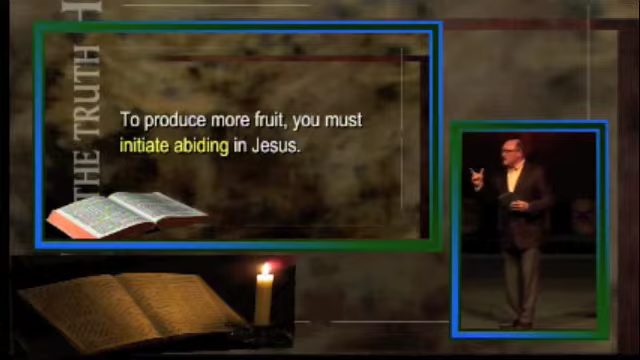 THE TRUTH
To produce more fruit, you must
initiate abiding in Jesus.